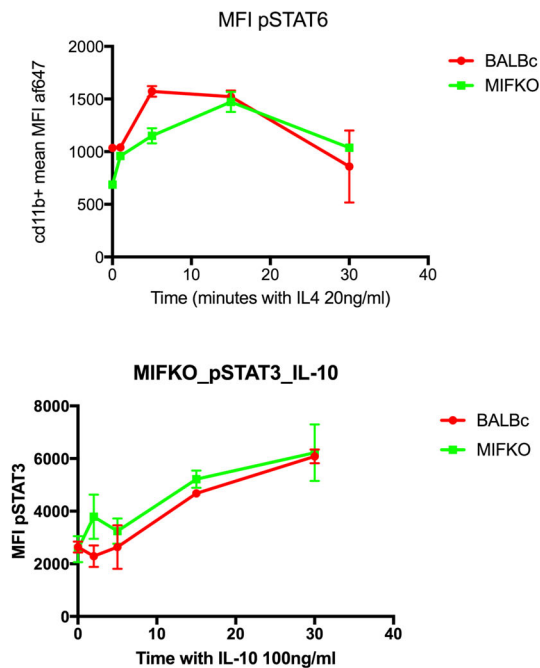 MFI pSTAT6
cd11b+ mean MFI af647
2000
1500
1000
500
0
0 10 20 30 40
Time (minutes with IL4 20ng/ml)
BALBc
MIFKO
MIFKO_pSTAT3_IL-10
MFI pSTAT3
8000
6000
4000
2000
0
0 10 20 30 40
Time with IL-10 100ng/ml
BALBc
MIFKO